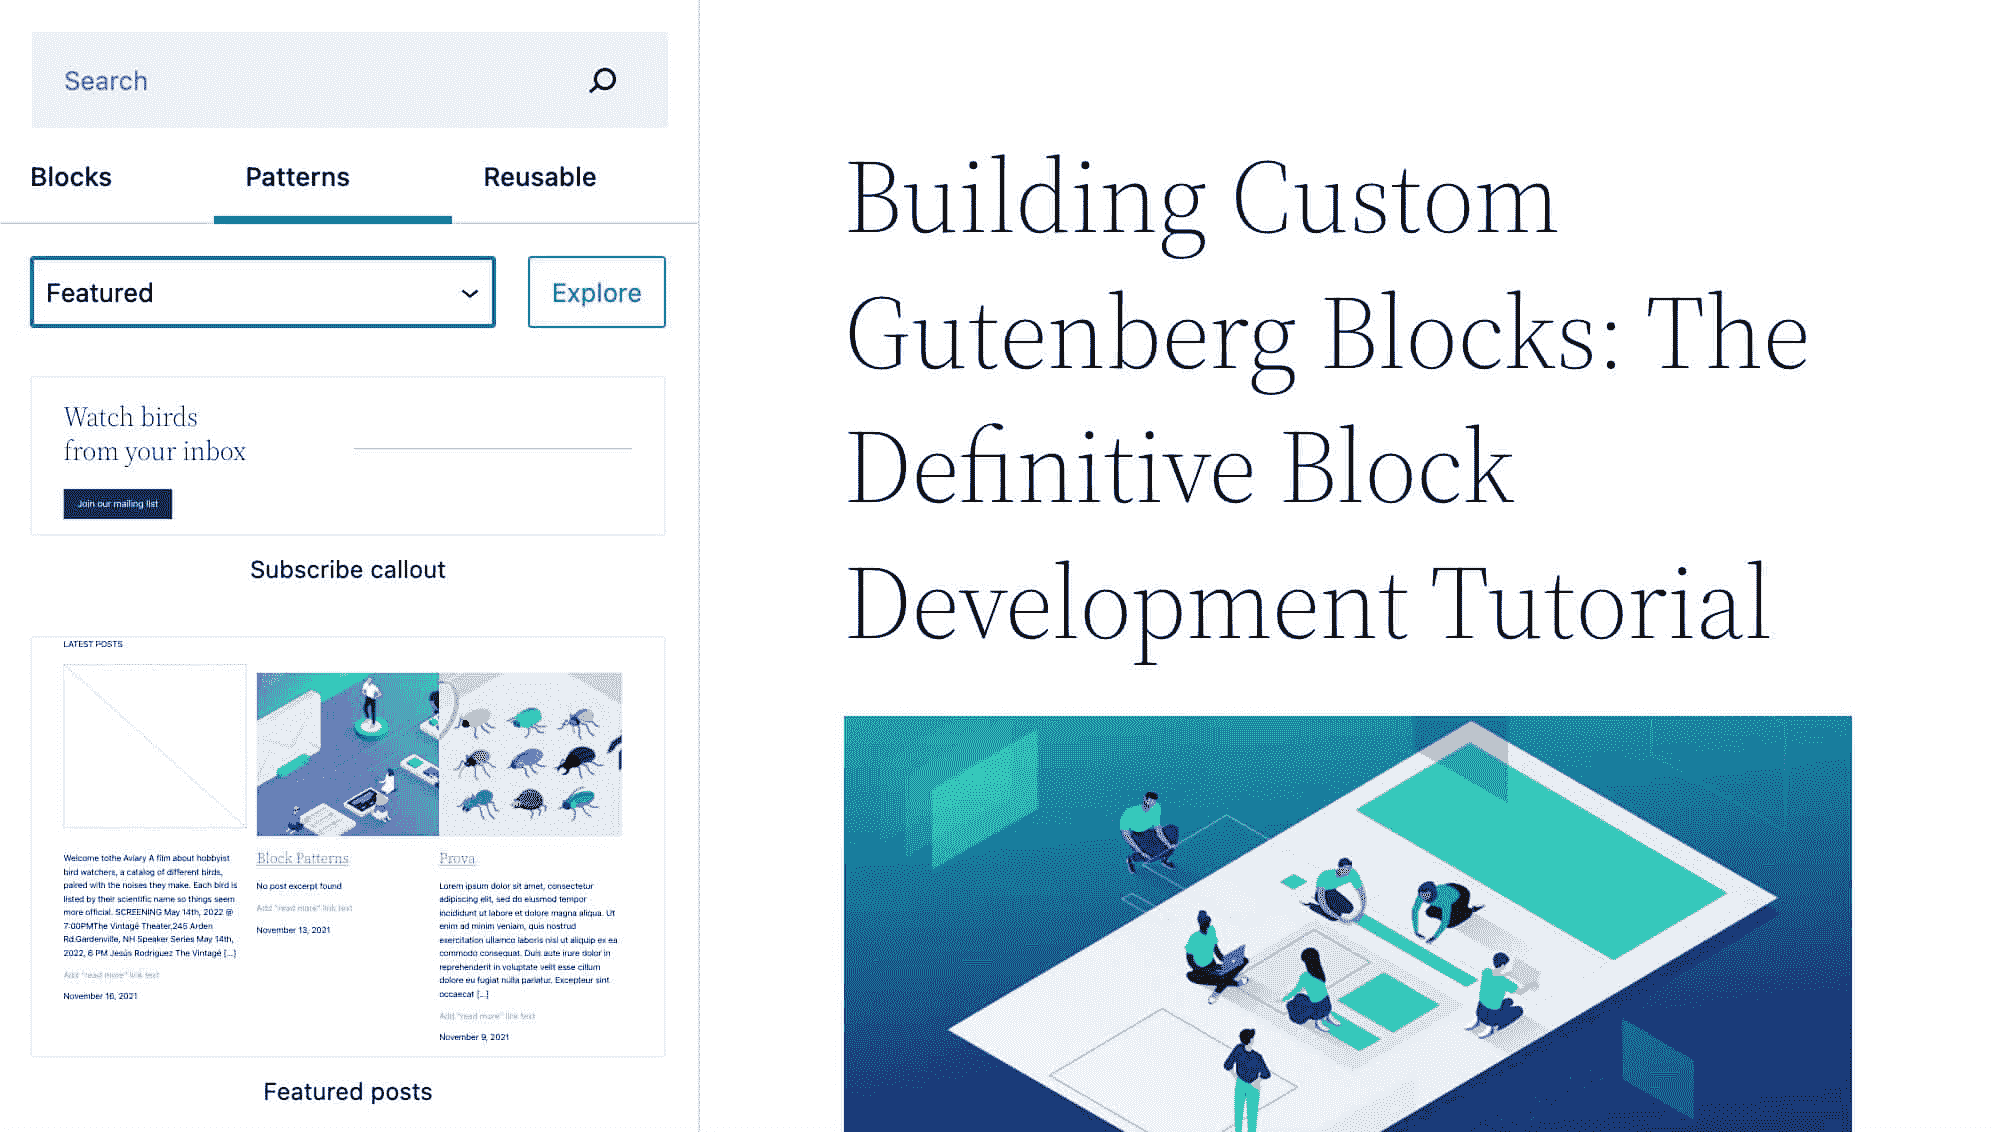 Search
Blocks
Patterns
Reusable
Featured
Explore
Watch birds
from your inbox
Join our mailing list
Subscribe callout
LATEST POSTS
Welcome tothe Aviary A film about hobbyist
bird watchers, a catalog of different birds,
paired with the noises they make. Each bird is
listed by their scientific name so things seem
more official. SCREENING May 14th, 2022 @
7:00PMThe Vintagé Theater,245 Arden
Rd.Gardenville, NH Speaker Series May 14th,
2022, 6 PM Jesús Rodriguez The Vintagé [...]
Add "read more" link text
November 16, 2021
Block Patterns
No post excerpt found
Add "read more" link text
November 13, 2021
Prova
Lorem ipsum dolor sit amet, consectetur
adipiscing elit, sed do eiusmod tempor
incididunt ut labore et dolore magna aliqua. Ut
enim ad minim veniam, quis nostrud
exercitation ullamco laboris nisi ut aliquip ex ea
commodo consequat. Duis aute irure dolor in
reprehenderit in voluptate velit esse cillum
dolore eu fugiat nulla pariatur. Excepteur sint
occaecat [...]
Add "read more" link text
November 9, 2021
Featured posts
Building Custom
Gutenberg Blocks: The
Definitive Block
Development Tutorial